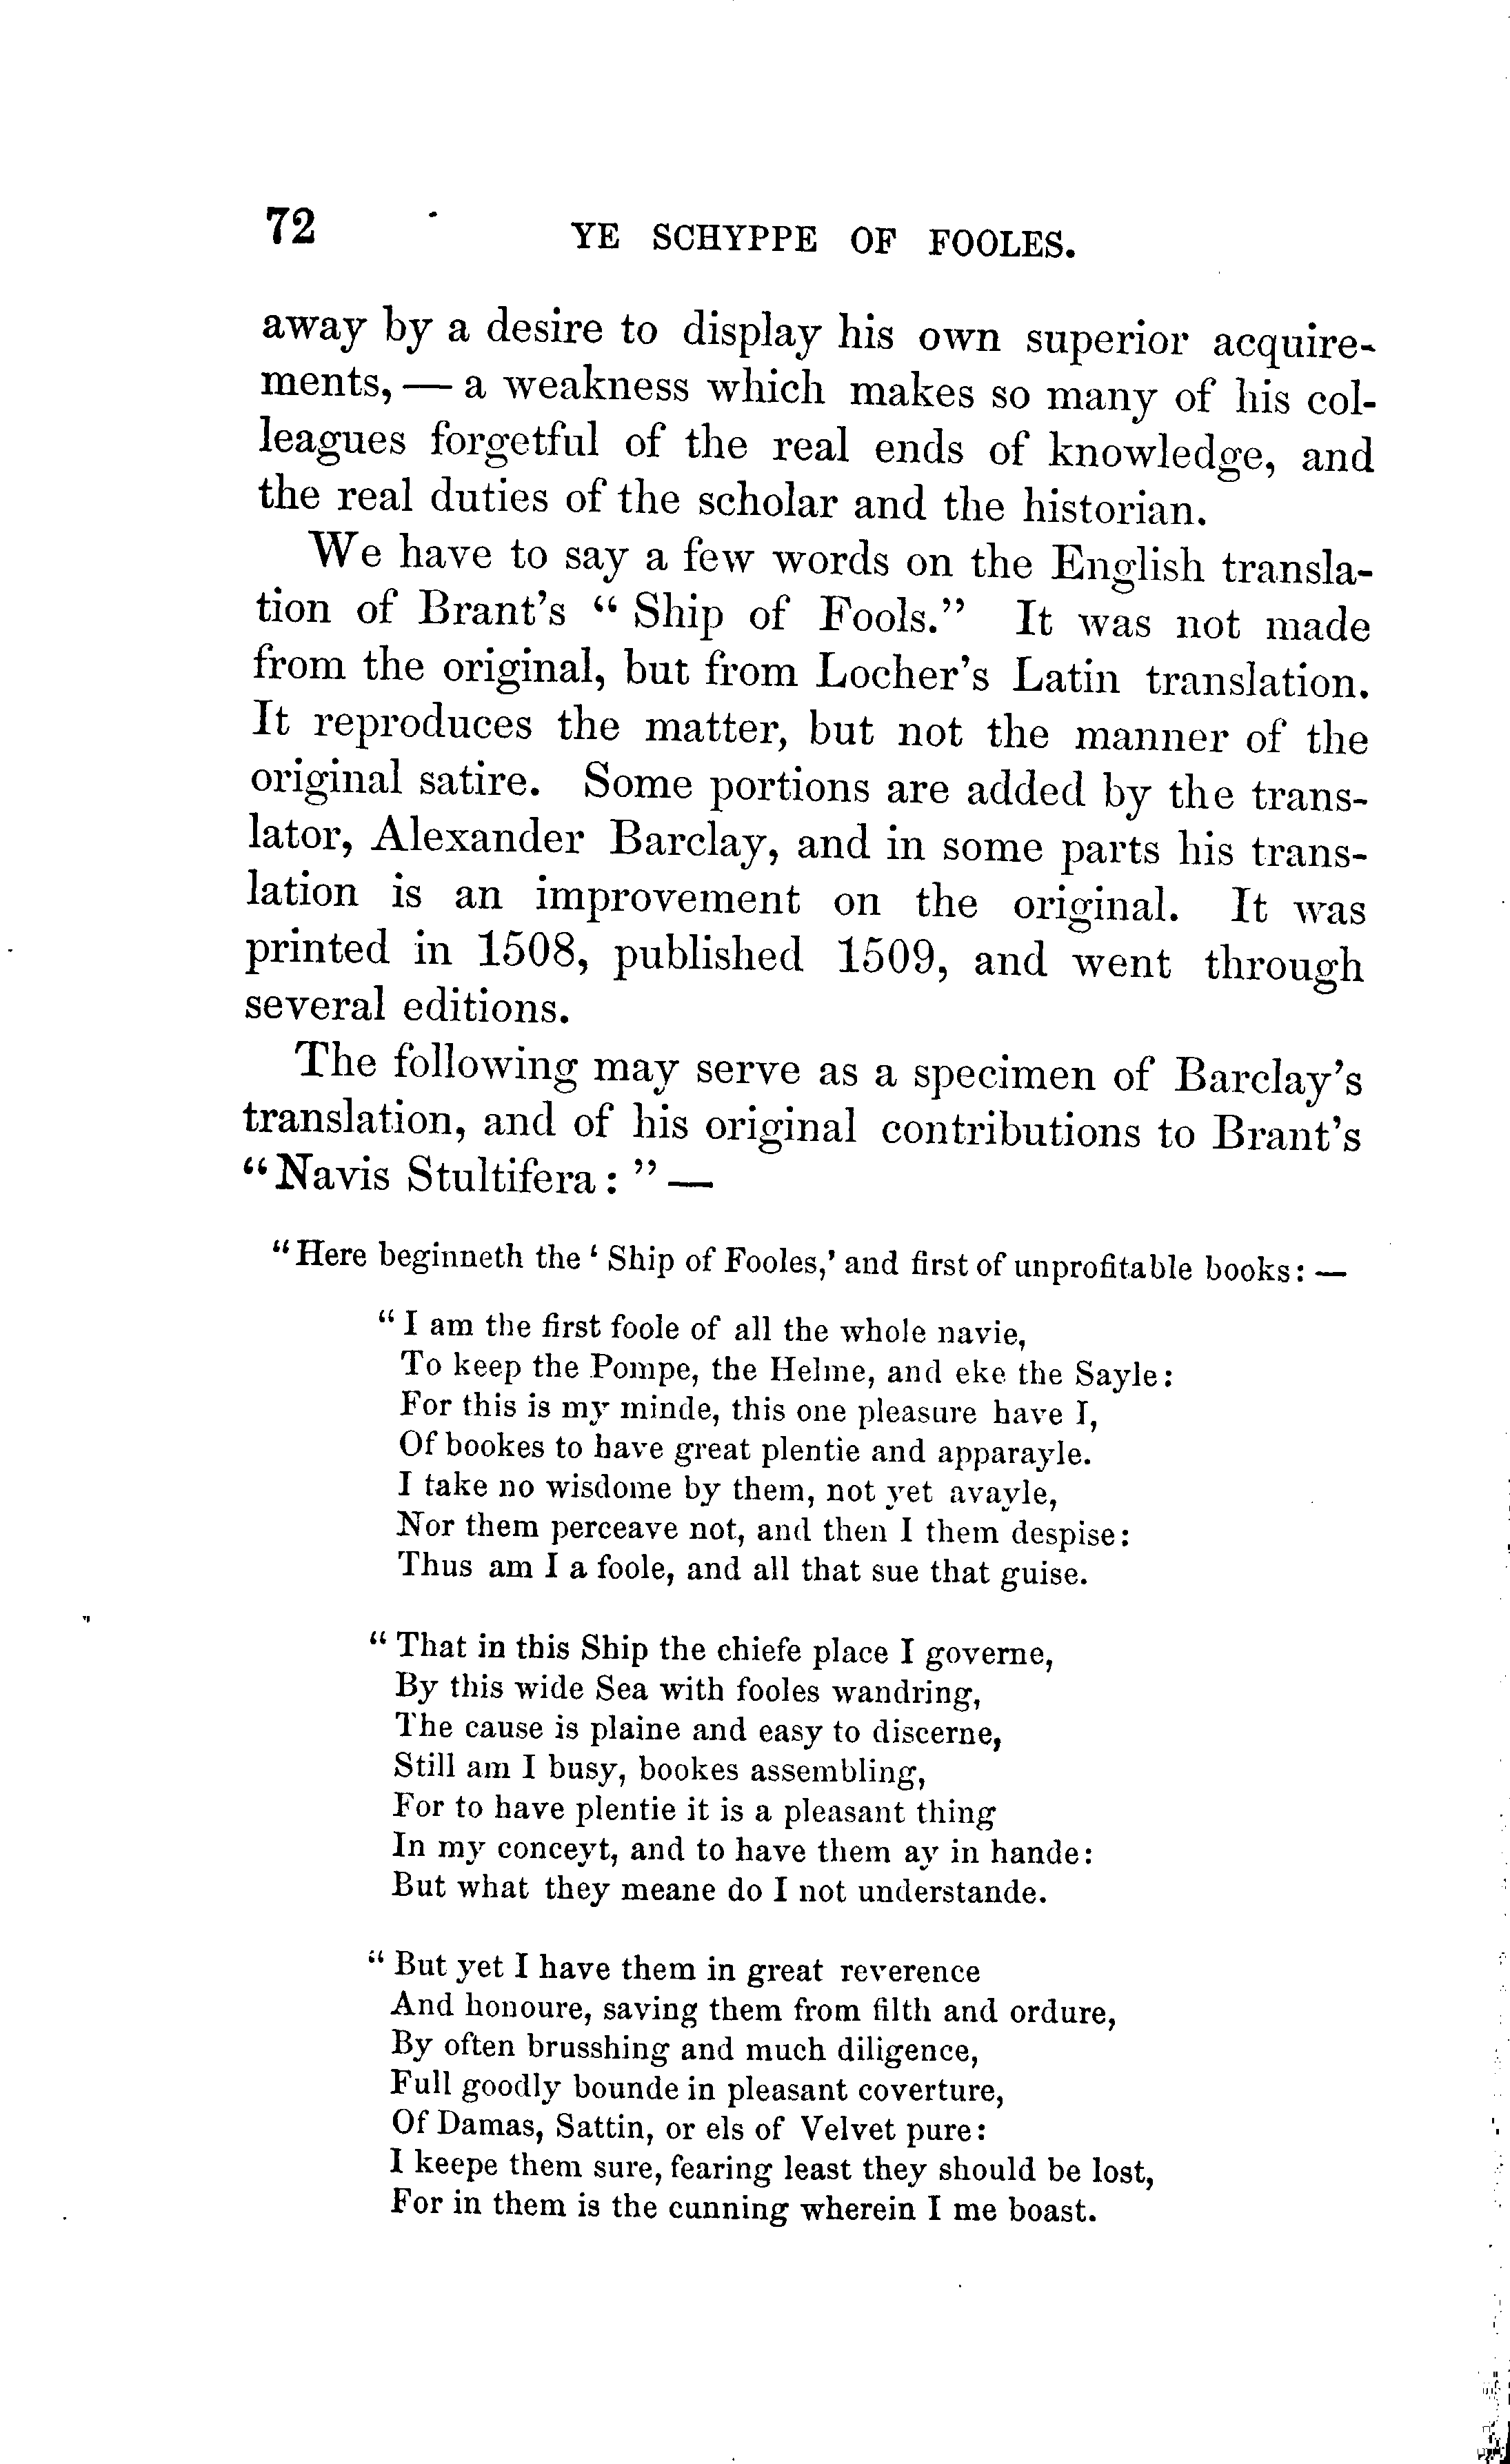 72 YE SCHYPPE OF FOOLES.
away by a desire to display his own superior acquire-
ments, — a weakness which makes so many of his col-
leagues forgetful of the real ends of knowledge, and
the real duties of the scholar and the historian.
We have to say a few words on the English transla-
tion of Brant's “ Ship of Fools.” It was not made
from the original, but from Locher's Latin translation.
It reproduces the matter, but not the manner of the
original satire. Some portions are added by the trans-
lator, Alexander Barclay, and in some parts his trans-
lation is an improvement on the original. It was
printed in 1508, published 1509, and went through
several editions.
The following may serve as a specimen of Barclay's
translation, and of his original contributions to Brant's
“Navis Stultifera: ” —
“Here beginneth the ‘ Ship of Fooles,’ and first of unprofitable books: —
“ I am the first foole of all the whole navie,
To keep the Pompe, the Helme, and eke the Sayle:
For this is my minde, this one pleasure have I,
Of bookes to have great plentie and apparayle.
I take no wisdome by them, not yet avayle,
Nor them perceave not, and then I them despise:
Thus am I a foole, and all that sue that guise.
“ That in this Ship the chiefe place I governe,
By this wide Sea with fooles wandring,
The cause is plaine and easy to discerne,
Still am I busy, bookes assembling,
For to have plentie it is a pleasant thing
In my conceyt, and to have them ay in hande:
But what they meane do I not understande.
“ But yet I have them in great reverence
And honoure, saving them from filth and ordure,
By often brusshing and much diligence,
Full goodly bounde in pleasant coverture,
Of Damas, Sattin, or els of Velvet pure:
I keepe them sure, fearing least they should be lost,
For in them is the cunning wherein I me boast.